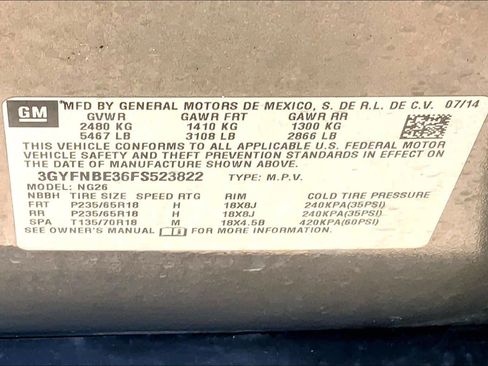 GM MFD BY GENERAL MOTORS DE MEXICO, S. DE R.L. DE C.V. 07/14
GVWR GAWR FRT GAWR RR
2480 KG 1410 KG 1300 KG
5467 LB 3108 LB 2866 LB
THIS VEHICLE CONFORMS TO ALL APPLICABLE U.S. FEDERAL MOTOR
VEHICLE SAFETY AND THEFT PREVENTION STANDARDS IN EFFECT ON
THE DATE OF MANUFACTURE SHOWN ABOVE.
3GYFNBE36FS523822 TYPE: M.P.V.
MODEL: NG26
NBBH TIRE SIZE SPEED RTG RIM COLD TIRE PRESSURE
FRT P235/65R18 H 18X8J 240KPA(35PSI)
RR P235/65R18 H 18X8J 240KPA(35PSI)
SPA T135/70R18 M 18X4.5B 420KPA(60PSI)
SEE OWNER'S MANUAL FOR MORE INFORMATION.